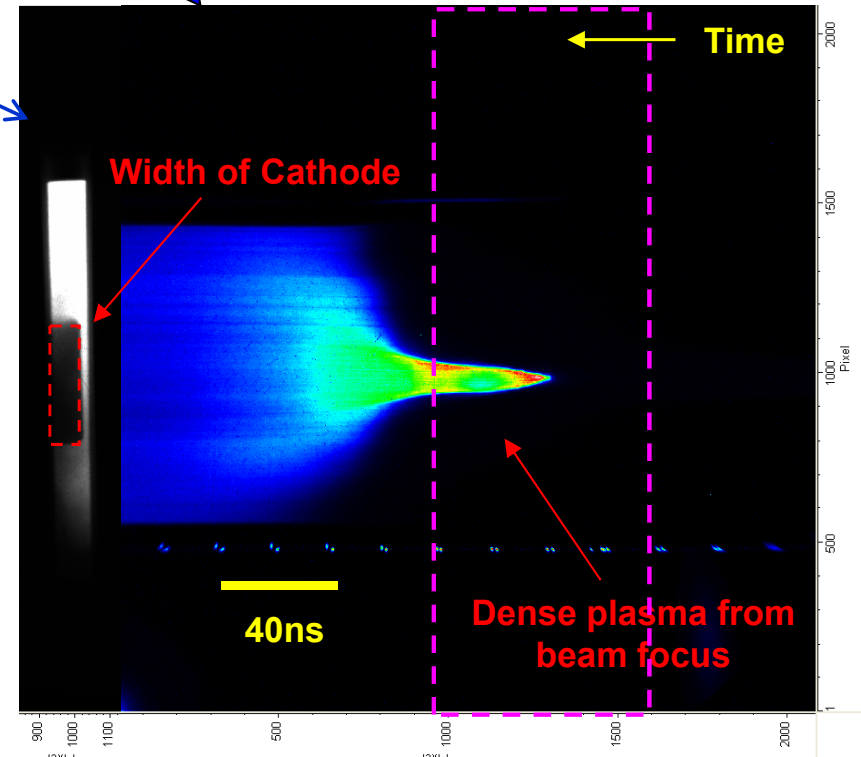 Time
Width of Cathode
40ns
Dense plasma from
beam focus
2000
1500
1000
500
1
Pixel
900
1000
1100
500
1000
1500
2000